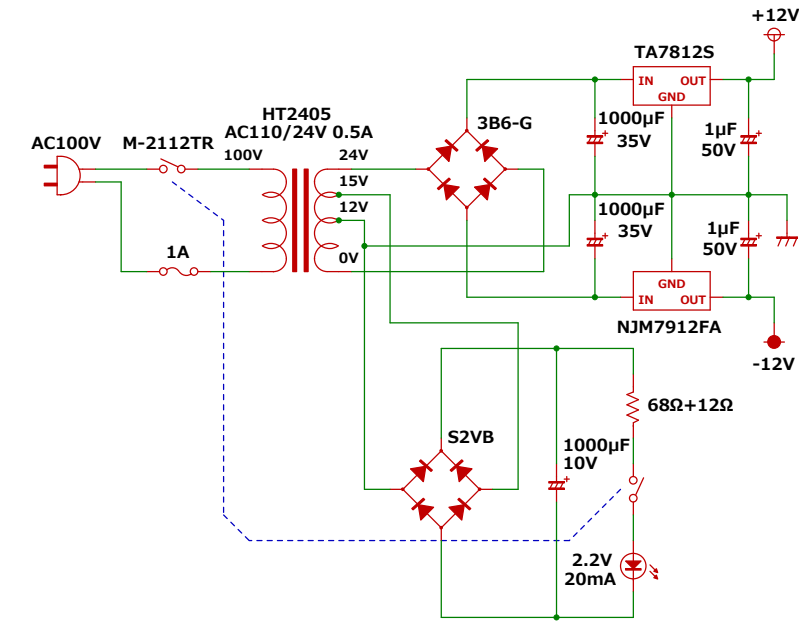 +12V
TA7812S
IN OUT
GND
HT2405
AC110/24V 0.5A
3B6-G
1000µF
35V
1µF
50V
AC100V
M-2112TR
100V
24V
15V
12V
0V
1000µF
35V
1µF
50V
1A
GND
IN OUT
NJM7912FA
-12V
68Ω+12Ω
S2VB
1000µF
10V
2.2V
20mA
+
+
+
+
+